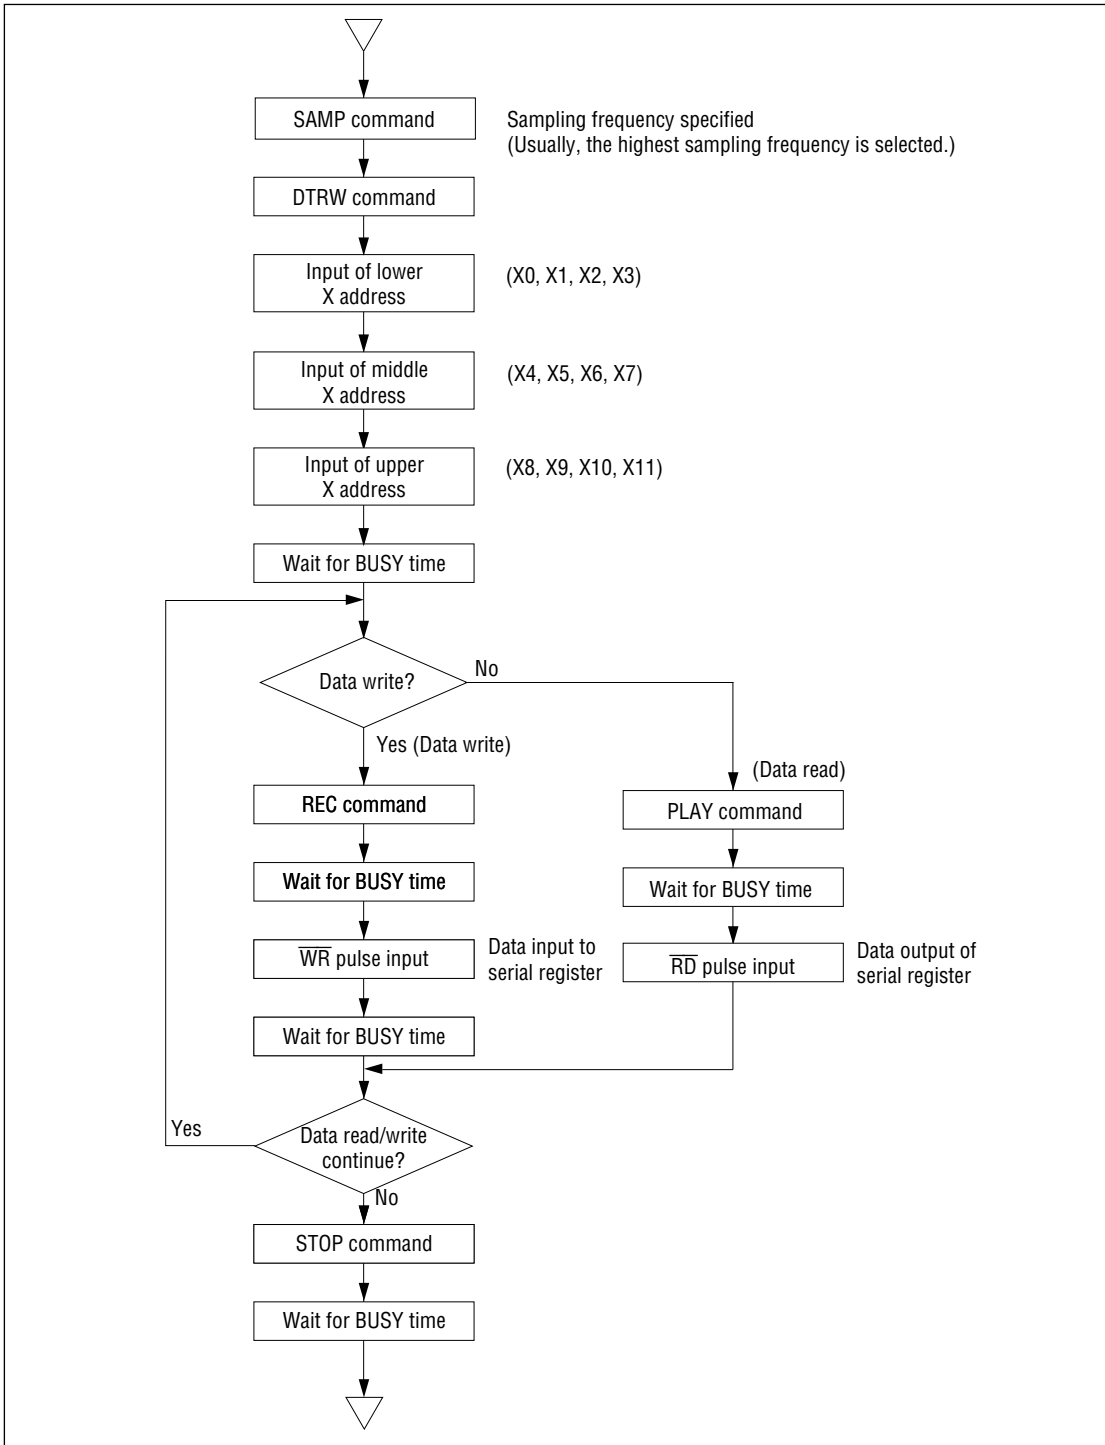 SAMP command
Sampling frequency specified
(Usually, the highest sampling frequency is selected.)
DTRW command
Input of lower
X address
(X0, X1, X2, X3)
Input of middle
X address
(X4, X5, X6, X7)
Input of upper
X address
(X8, X9, X10, X11)
Wait for BUSY time
Data write?
No
Yes (Data write)
(Data read)
REC command
PLAY command
Wait for BUSY time
Wait for BUSY time
W̅R̅ pulse input
Data input to
serial register
R̅D̅ pulse input
Data output of
serial register
Wait for BUSY time
Yes
Data read/write
continue?
No
STOP command
Wait for BUSY time